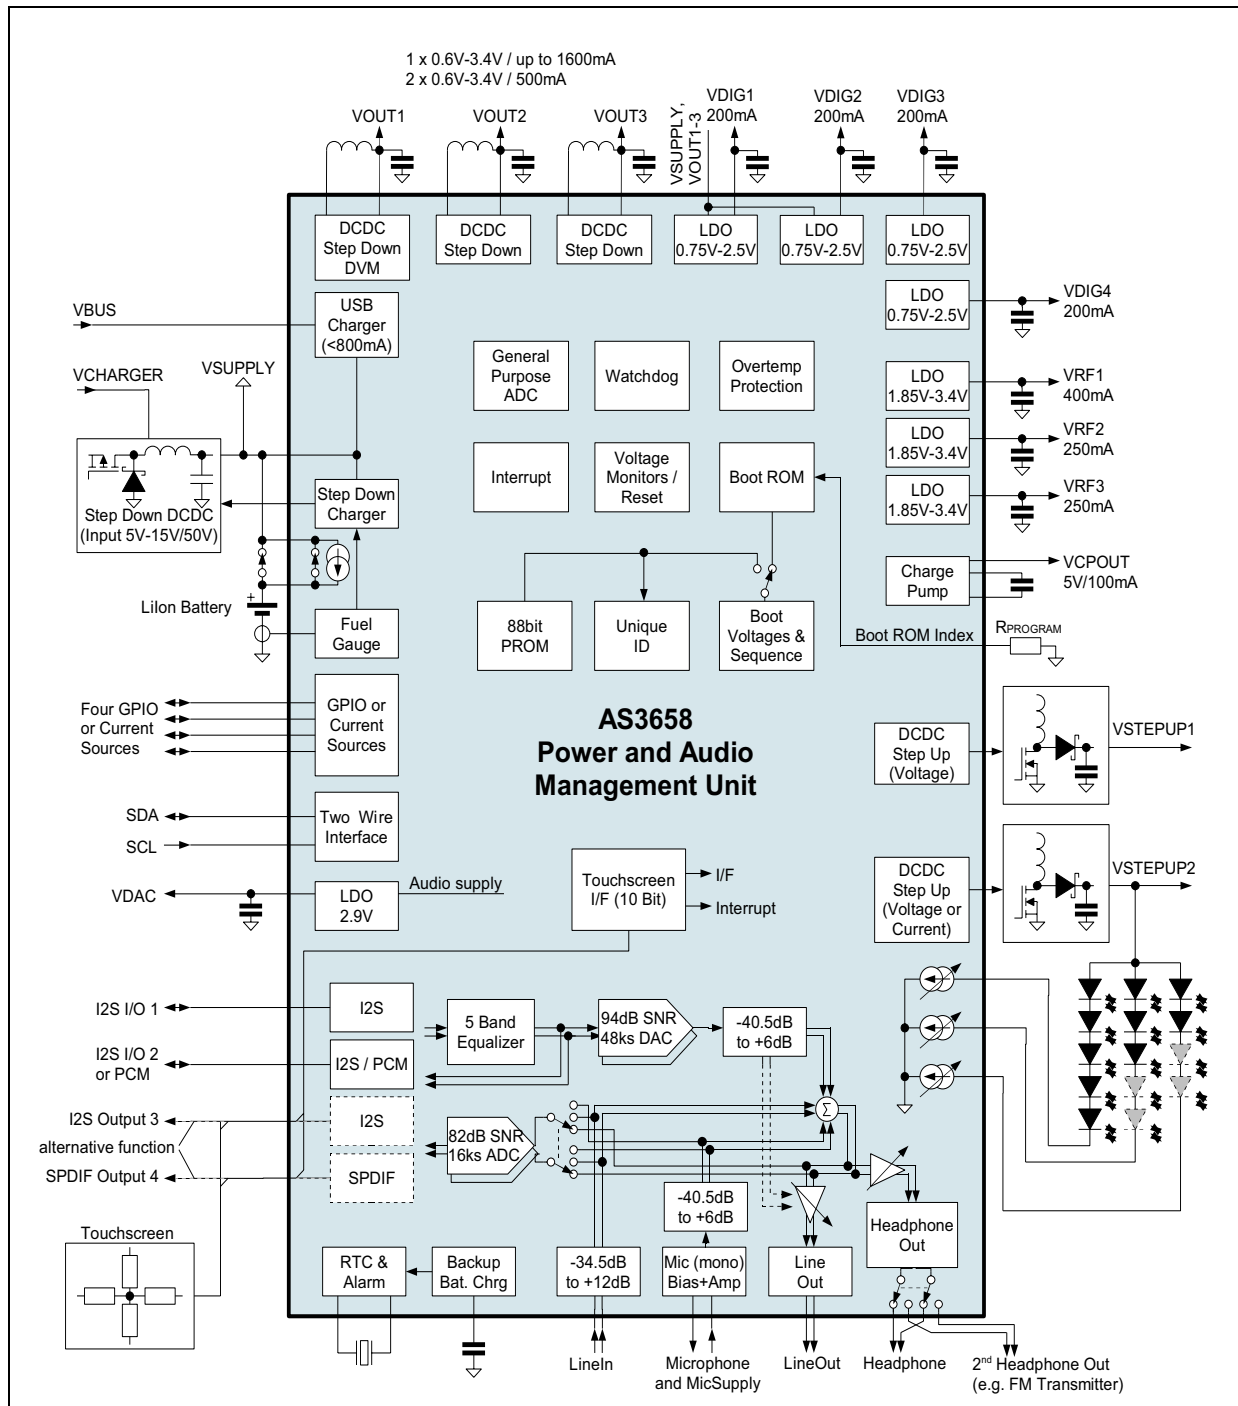 1 x 0.6V-3.4V / up to 1600mA
2 x 0.6V-3.4V / 500mA
VOUT1
VOUT2
VOUT3
VSUPPLY,
VOUT1-3
VDIG1
200mA
VDIG2
200mA
VDIG3
200mA
DCDC
Step Down
DVM
DCDC
Step Down
DCDC
Step Down
LDO
0.75V-2.5V
LDO
0.75V-2.5V
LDO
0.75V-2.5V
VBUS
USB
Charger
(<800mA)
LDO
0.75V-2.5V
VDIG4
200mA
VCHARGER
VSUPPLY
General
Purpose
ADC
Watchdog
Overtemp
Protection
LDO
1.85V-3.4V
VRF1
400mA
LDO
1.85V-3.4V
VRF2
250mA
Step Down DCDC
(Input 5V-15V/50V)
Step Down
Charger
Interrupt
Voltage
Monitors /
Reset
Boot ROM
LDO
1.85V-3.4V
VRF3
250mA
Charge
Pump
VCPOUT
5V/100mA
+
LiIon Battery
Fuel
Gauge
88bit
PROM
Unique
ID
Boot
Voltages &
Sequence
Boot ROM Index
RPROGRAM
Four GPIO
or Current
Sources
GPIO or
Current
Sources
AS3658
Power and Audio
Management Unit
DCDC
Step Up
(Voltage)
VSTEPUP1
SDA
SCL
Two Wire
Interface
VDAC
LDO
2.9V
Audio supply
Touchscreen
I/F (10 Bit)
I/F
Interrupt
DCDC
Step Up
(Voltage or
Current)
VSTEPUP2
I2S I/O 1
I2S
5 Band
Equalizer
94dB SNR
48ks DAC
-40.5dB
to +6dB
I2S I/O 2
or PCM
I2S / PCM
I2S Output 3
alternative function
SPDIF Output 4
I2S
SPDIF
82dB SNR
16ks ADC
Σ
-40.5dB
to +6dB
Headphone
Out
Touchscreen
RTC &
Alarm
Backup
Bat. Chrg
-34.5dB
to +12dB
Mic (mono)
Bias+Amp
Line
Out
LineIn
Microphone
and MicSupply
LineOut
Headphone
2nd Headphone Out
(e.g. FM Transmitter)